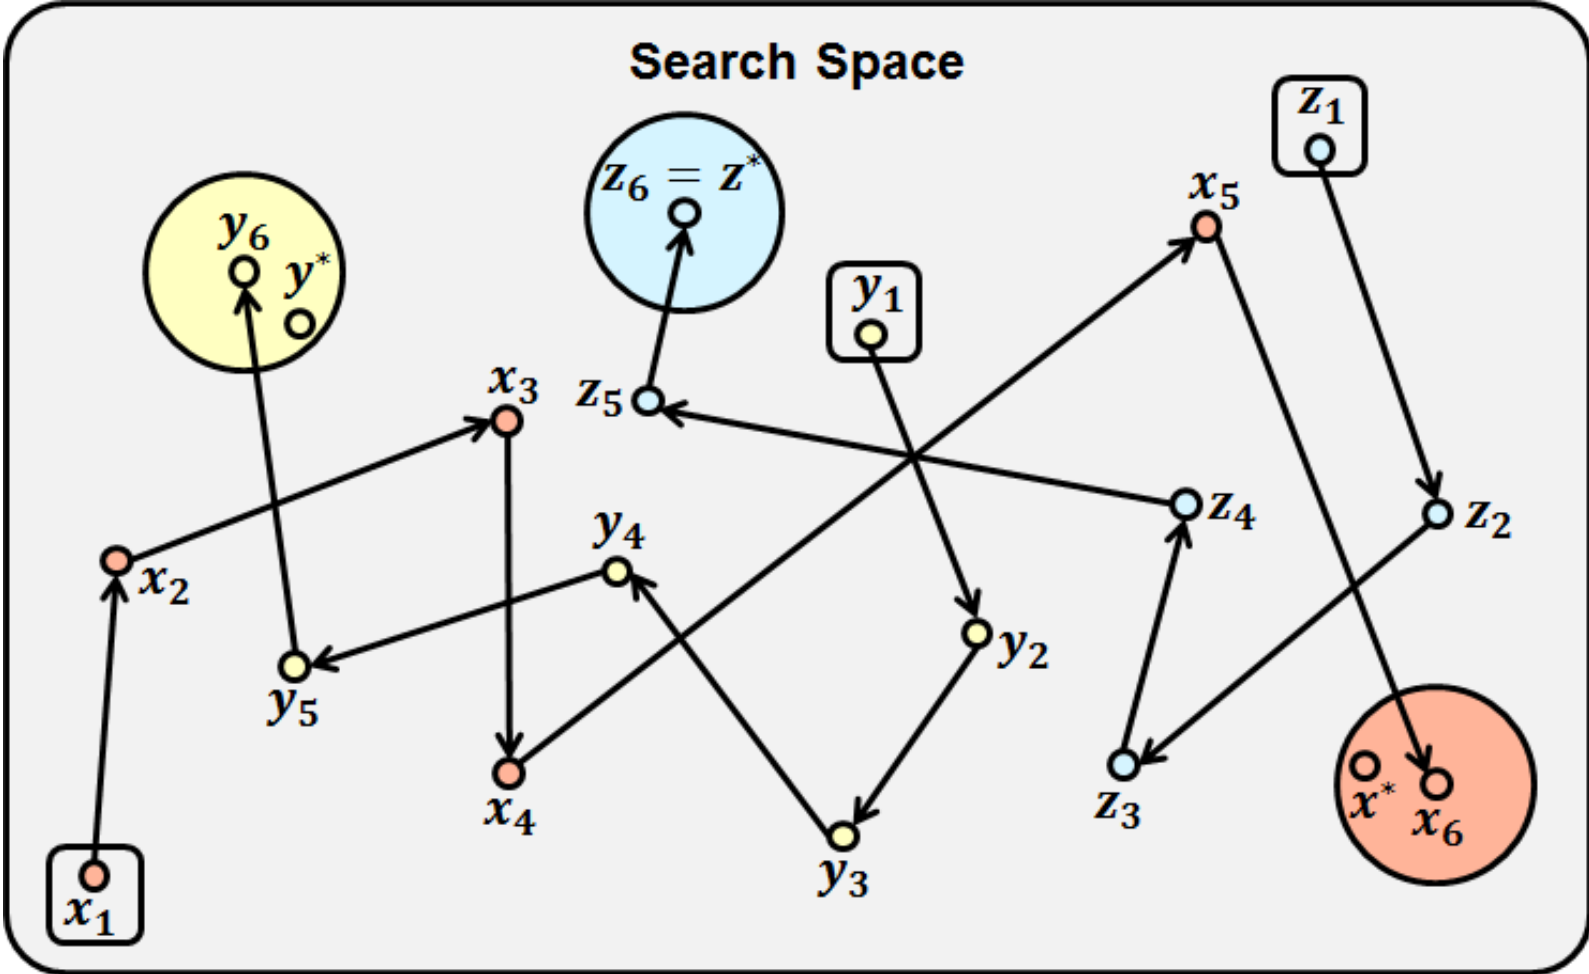 Search Space
z₁
z₆ = z*
x₅
y₆
y*
y₁
x₃
z₅
z₄
z₂
y₄
x₂
y₂
y₅
x*
x₆
x₄
z₃
y₃
x₁